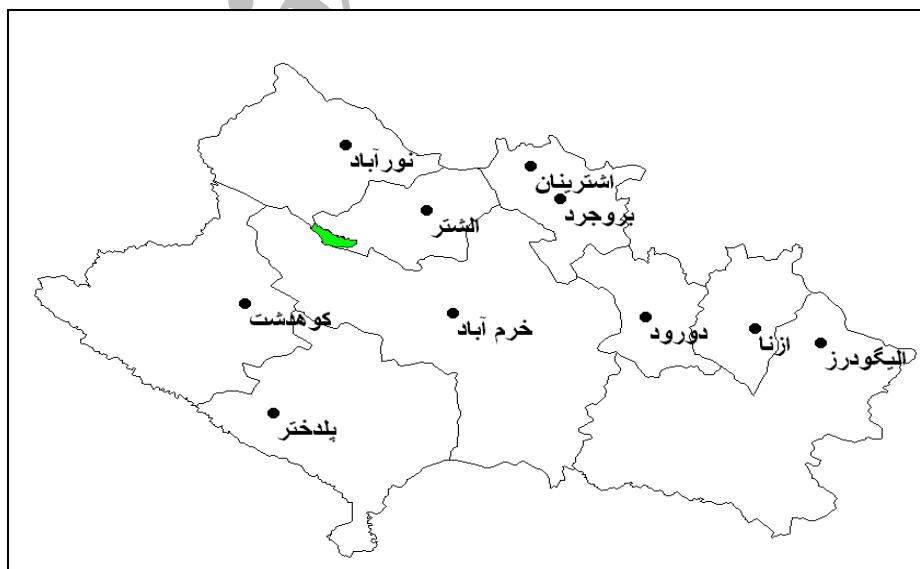 نورآباد
اشترینان
بروجرد
الشتر
کوهدشت
خرم آباد
دورود
ازنا
الیگودرز
پلدختر